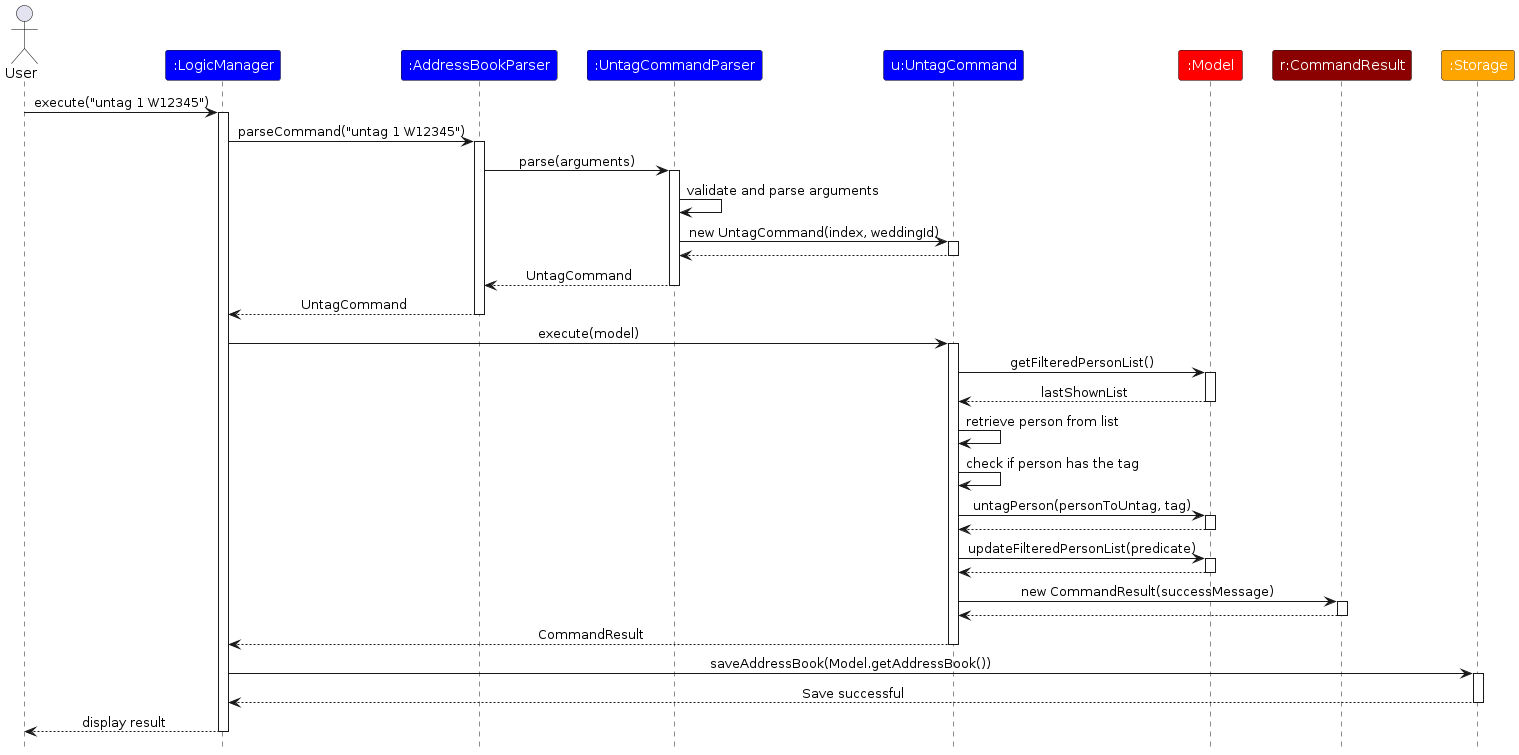 User
:LogicManager
:AddressBookParser
:UntagCommandParser
u:UntagCommand
:Model
r:CommandResult
:Storage
execute("untag 1 W12345")
parseCommand("untag 1 W12345")
parse(arguments)
validate and parse arguments
new UntagCommand(index, weddingId)
UntagCommand
UntagCommand
execute(model)
getFilteredPersonList()
lastShownList
retrieve person from list
check if person has the tag
untagPerson(personToUntag, tag)
updateFilteredPersonList(predicate)
new CommandResult(successMessage)
CommandResult
saveAddressBook(Model.getAddressBook())
Save successful
display result